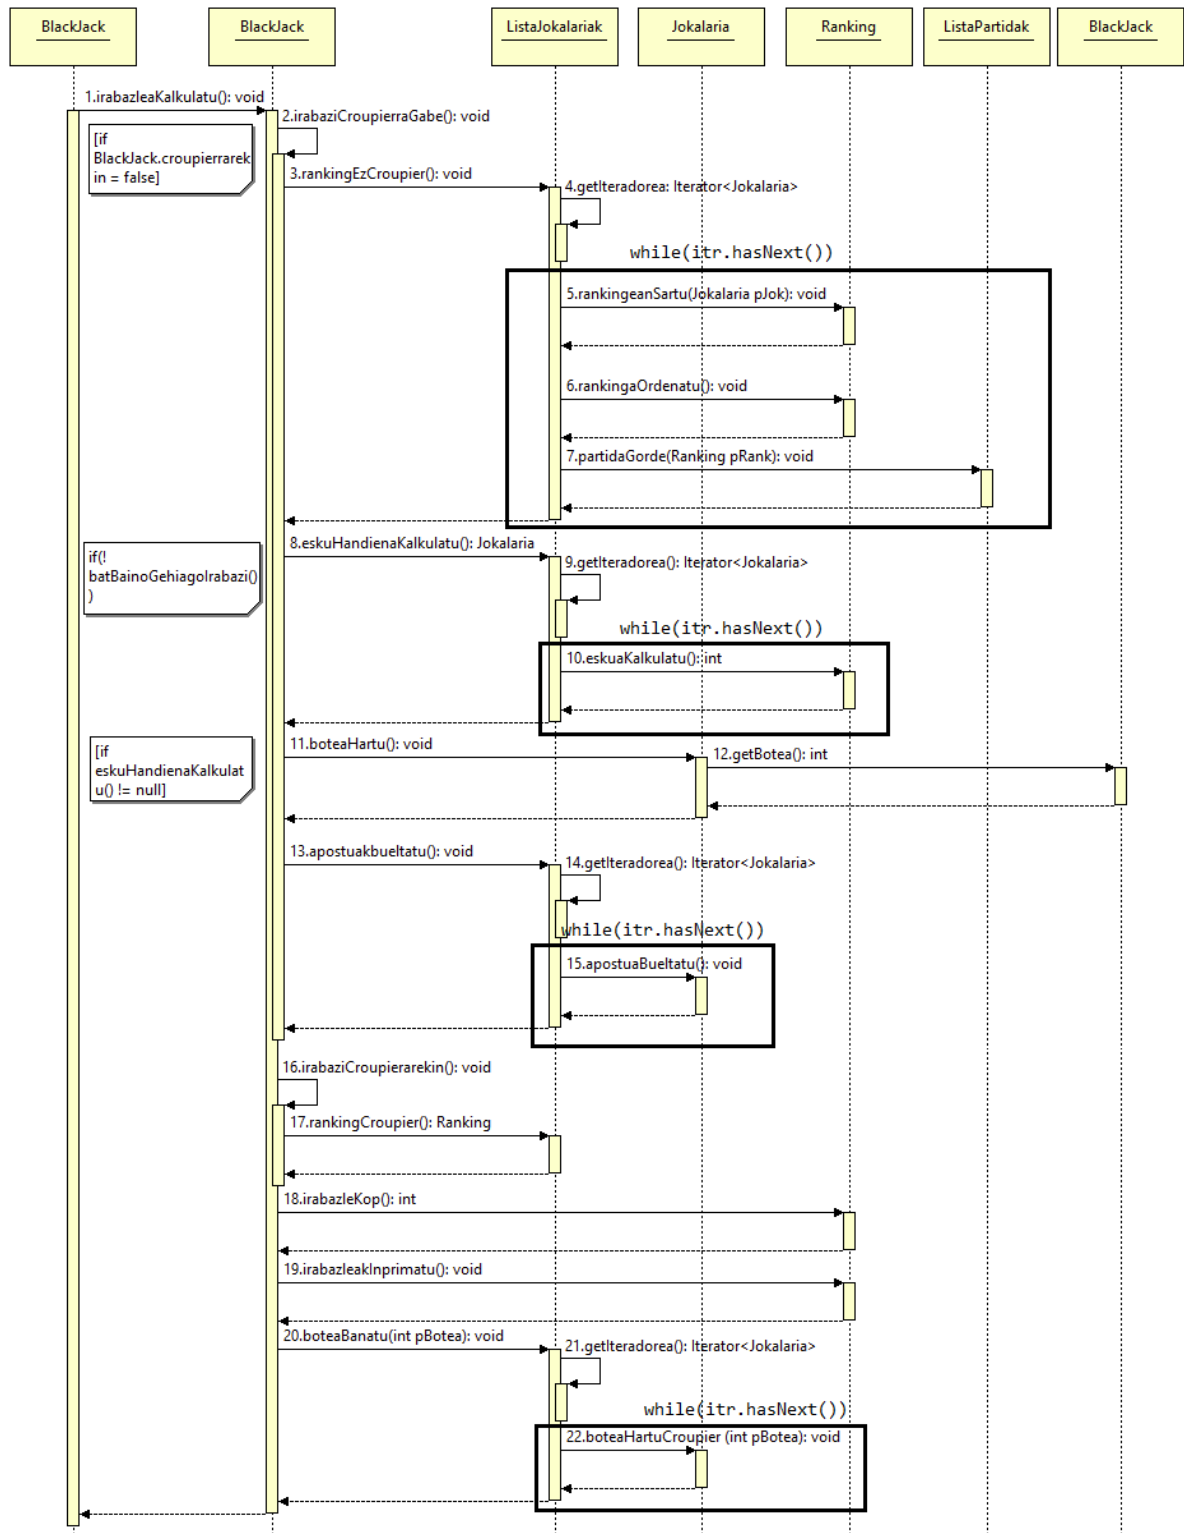 BlackJack
BlackJack
ListaJokalariak
Jokalaria
Ranking
ListaPartidak
BlackJack
1.irabazleaKalkulatu(): void
2.irabaziCroupierraGabe(): void
[if
BlackJack.croupierrarek
in = false]
3.rankingEzCroupier(): void
4.getIteradorea: Iterator<Jokalaria>
while(itr.hasNext())
5.rankingeanSartu(Jokalaria pJok): void
6.rankingaOrdenatu(): void
7.partidaGorde(Ranking pRank): void
8.eskuHandienaKalkulatu(): Jokalaria
if(!
batBainoGehiagoIrabazi()
)
9.getIteradorea(): Iterator<Jokalaria>
while(itr.hasNext())
10.eskuaKalkulatu(): int
11.boteaHartu(): void
[if
eskuHandienaKalkulat
u() != null]
12.getBotea(): int
13.apostuakbueltatu(): void
14.getIteradorea(): Iterator<Jokalaria>
while(itr.hasNext())
15.apostuaBueltatu(): void
16.irabaziCroupierarekin(): void
17.rankingCroupier(): Ranking
18.irabazleKop(): int
19.irabazleakInprimatu(): void
20.boteaBanatu(int pBotea): void
21.getIteradorea(): Iterator<Jokalaria>
while(itr.hasNext())
22.boteaHartuCroupier (int pBotea): void